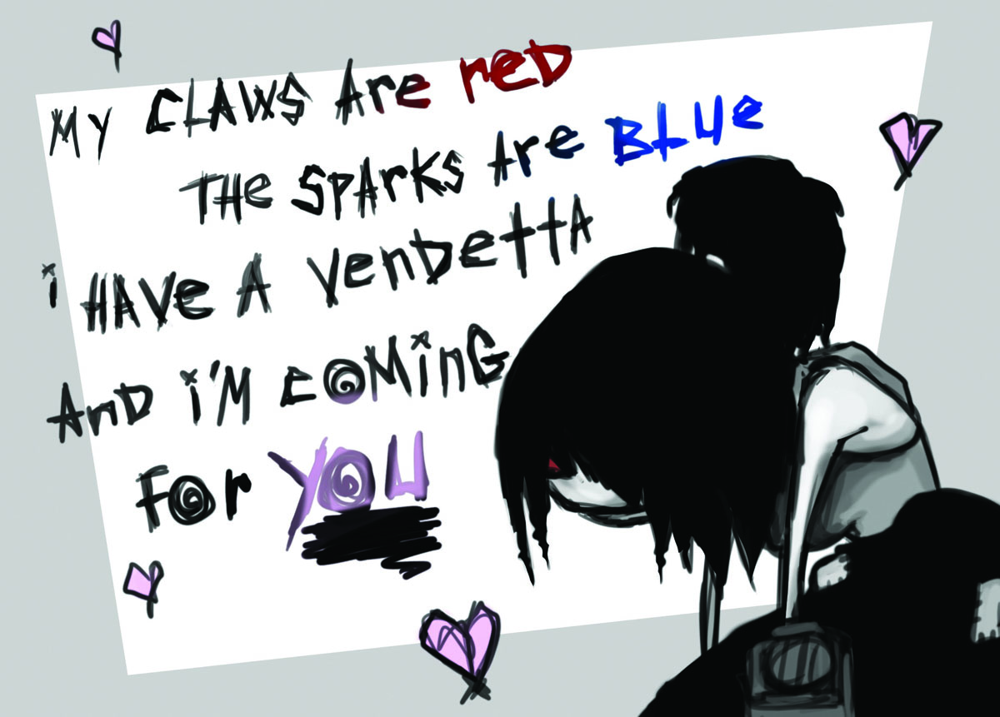 MY CLAWS Are reD
THe SPArKS Are BLUe
i HAVe A VenDettA
AnD i'M COMinG
For YOU